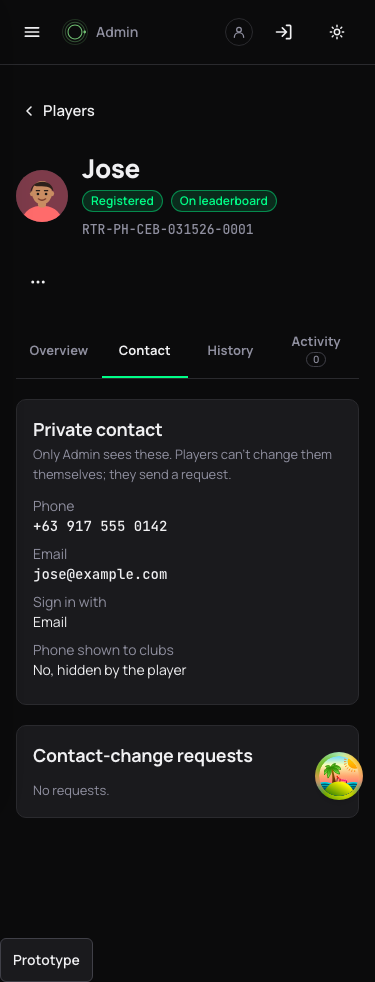 Admin
Players
Jose
Registered
On leaderboard
RTR-PH-CEB-031526-0001
Overview
Contact
History
Activity
0
Private contact
Only Admin sees these. Players can't change them
themselves; they send a request.
Phone
+63 917 555 0142
Email
jose@example.com
Sign in with
Email
Phone shown to clubs
No, hidden by the player
Contact-change requests
No requests.
Prototype